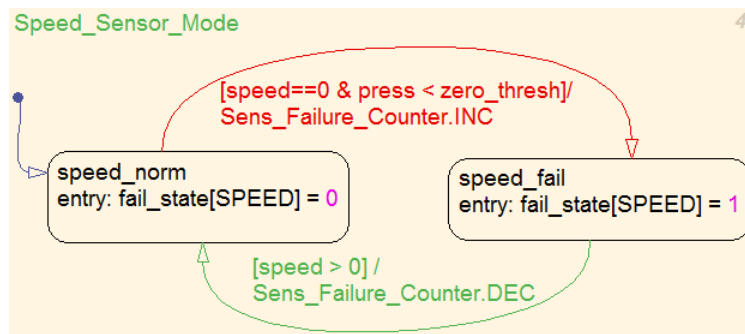 Speed_Sensor_Mode
4
[speed==0 & press < zero_thresh]/
Sens_Failure_Counter.INC
speed_norm
entry: fail_state[SPEED] = 0
speed_fail
entry: fail_state[SPEED] = 1
[speed > 0] /
Sens_Failure_Counter.DEC